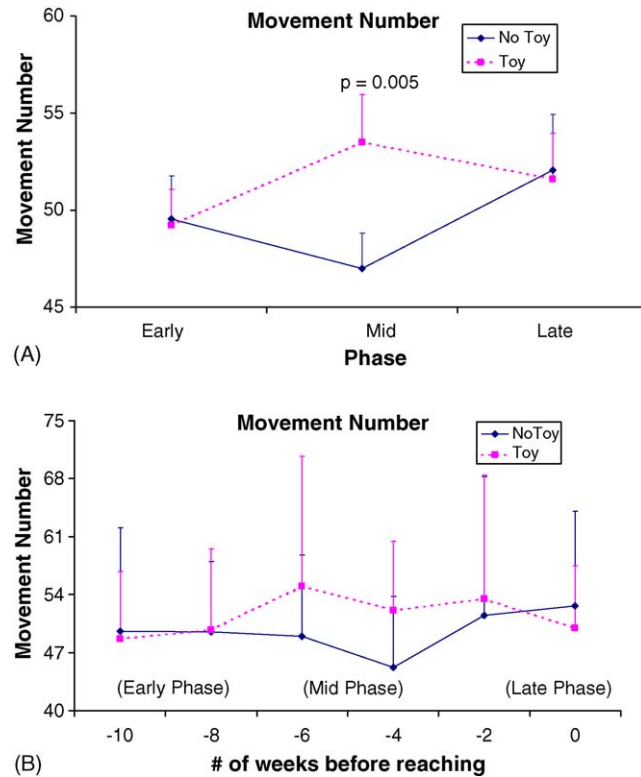 Movement Number
No Toy
Toy
p = 0.005
60
55
50
45
Movement Number
Early Mid Late
Phase
(A)
Movement Number
NoToy
Toy
75
68
61
54
47
40
Movement Number
(Early Phase) (Mid Phase) (Late Phase)
-10 -8 -6 -4 -2 0
# of weeks before reaching
(B)